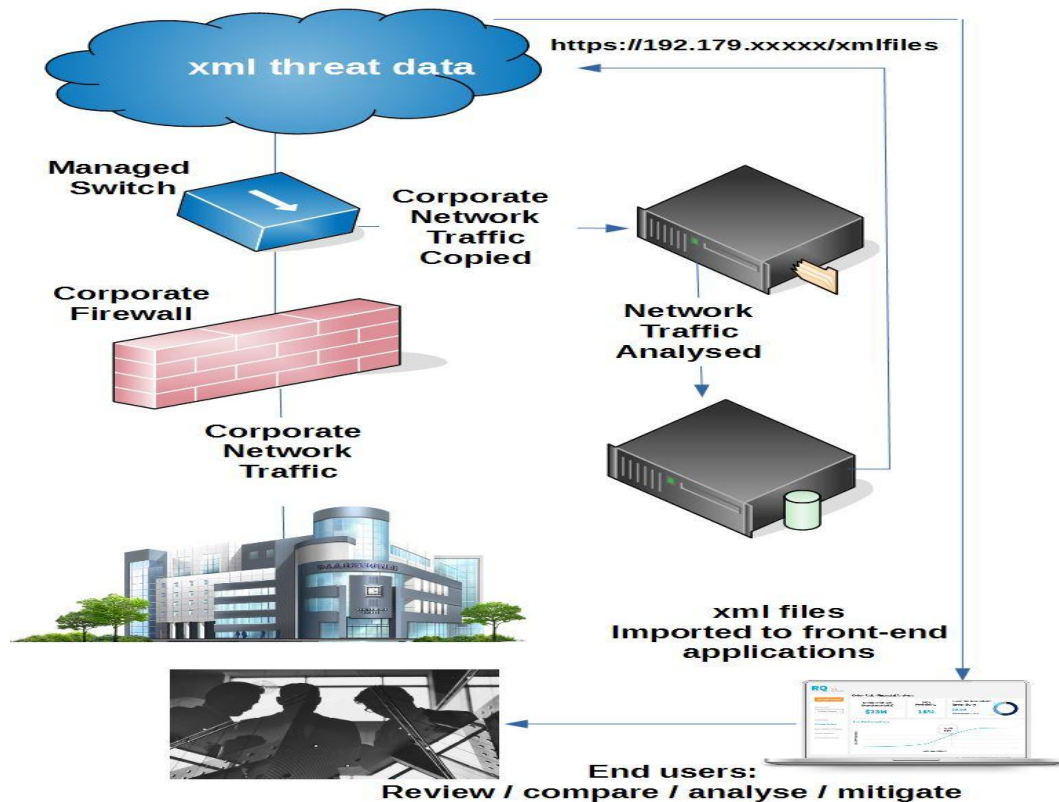 https://192.179.xxxxx/xmlfiles
xml threat data
Managed
Switch
Corporate
Network
Traffic
Copied
Corporate
Firewall
Network
Traffic
Analysed
Corporate
Network
Traffic
xml files
Imported to front-end
applications
RQ
End users:
Review / compare / analyse / mitigate